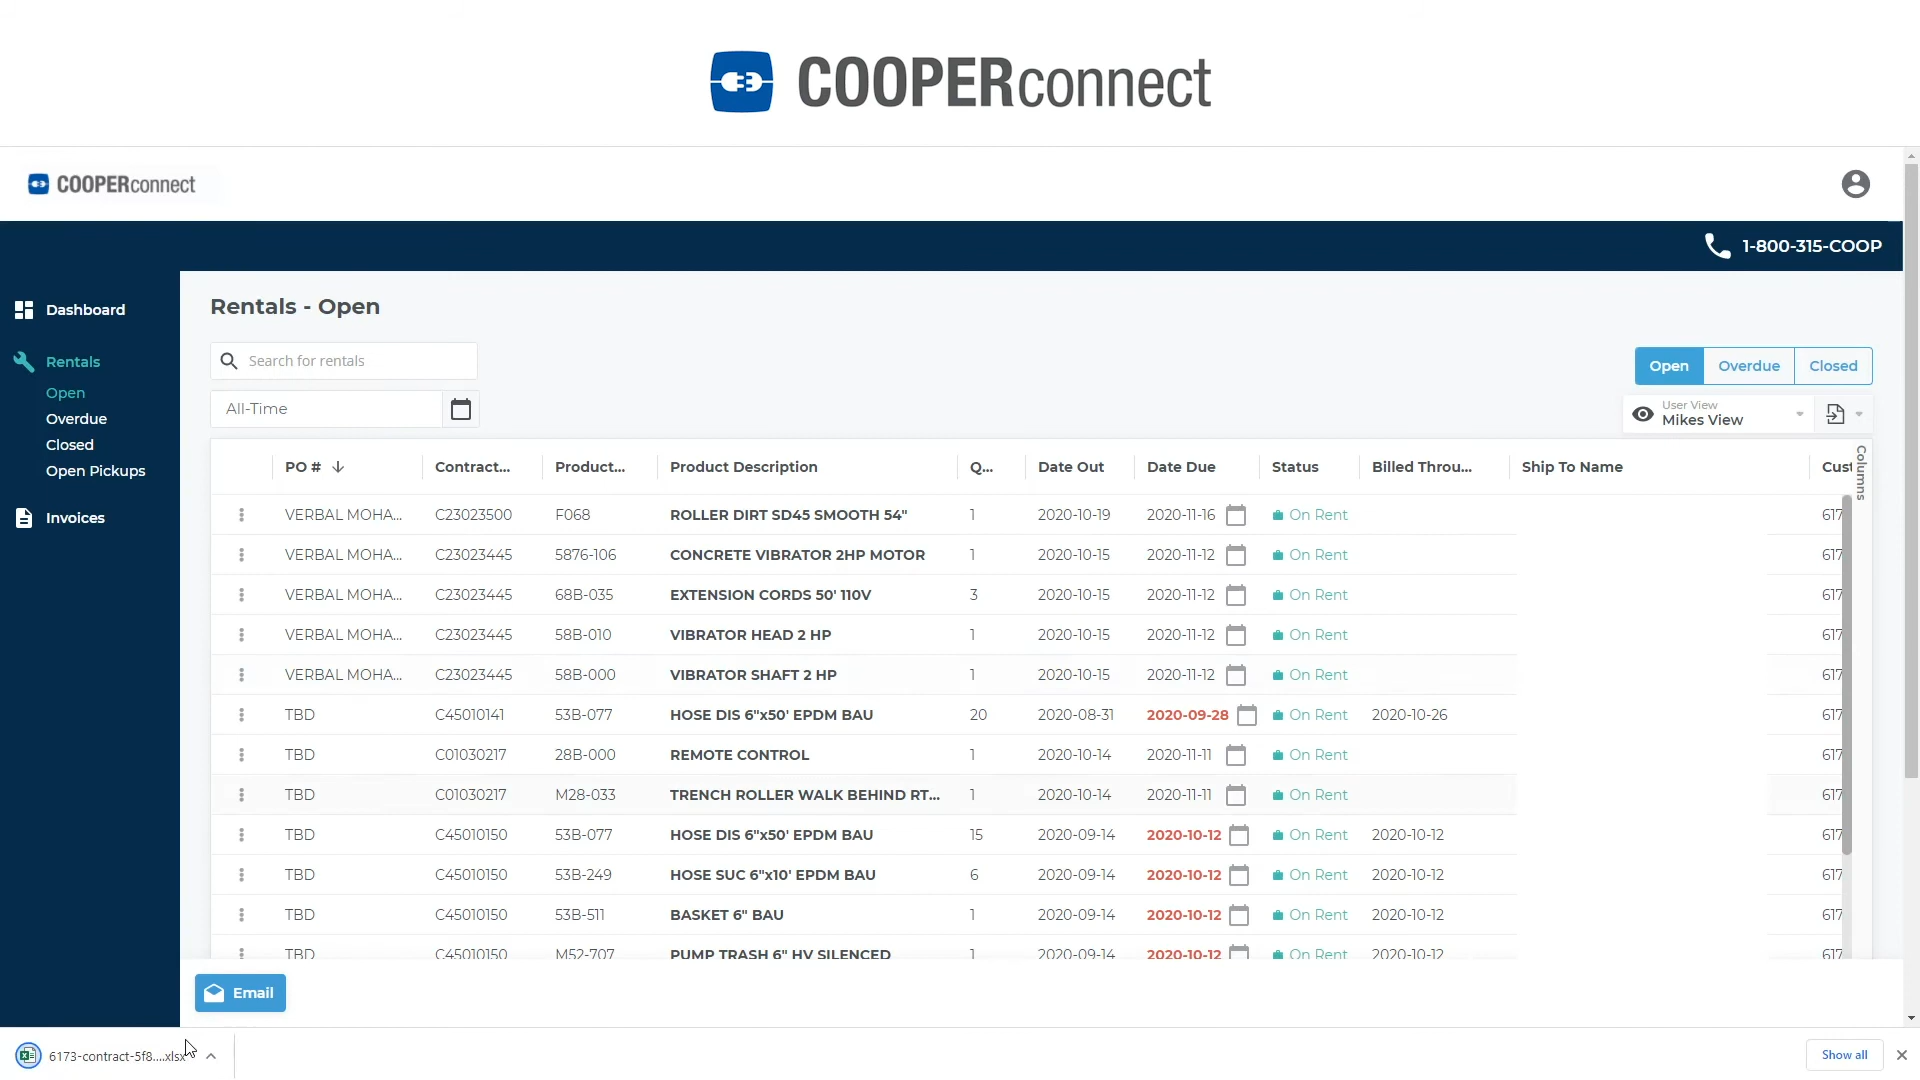 COOPERconnect
COOPERconnect
1-800-315-COOP
Dashboard
Rentals
Open
Overdue
Closed
Open Pickups
Invoices
Rentals - Open
Search for rentals
All-Time
Open Overdue Closed
User View
Mikes View
PO # Contract... Product... Product Description Q... Date Out Date Due Status Billed Throu... Ship To Name Cust
Columns
VERBAL MOHA... C23023500 F068 ROLLER DIRT SD45 SMOOTH 54" 1 2020-10-19 2020-11-16 On Rent 617
VERBAL MOHA... C23023445 5876-106 CONCRETE VIBRATOR 2HP MOTOR 1 2020-10-15 2020-11-12 On Rent 617
VERBAL MOHA... C23023445 68B-035 EXTENSION CORDS 50' 110V 3 2020-10-15 2020-11-12 On Rent 617
VERBAL MOHA... C23023445 58B-010 VIBRATOR HEAD 2 HP 1 2020-10-15 2020-11-12 On Rent 617
VERBAL MOHA... C23023445 58B-000 VIBRATOR SHAFT 2 HP 1 2020-10-15 2020-11-12 On Rent 617
TBD C45010141 53B-077 HOSE DIS 6"x50' EPDM BAU 20 2020-08-31 2020-09-28 On Rent 2020-10-26 617
TBD C01030217 28B-000 REMOTE CONTROL 1 2020-10-14 2020-11-11 On Rent 617
TBD C01030217 M28-033 TRENCH ROLLER WALK BEHIND RT... 1 2020-10-14 2020-11-11 On Rent 617
TBD C45010150 53B-077 HOSE DIS 6"x50' EPDM BAU 15 2020-09-14 2020-10-12 On Rent 2020-10-12 617
TBD C45010150 53B-249 HOSE SUC 6"x10' EPDM BAU 6 2020-09-14 2020-10-12 On Rent 2020-10-12 617
TBD C45010150 53B-511 BASKET 6" BAU 1 2020-09-14 2020-10-12 On Rent 2020-10-12 617
TBD C45010150 M52-707 PUMP TRASH 6" HV SILENCED 1 2020-09-14 2020-10-12 On Rent 2020-10-12 617
Email
6173-contract-5f8....xlsx
Show all